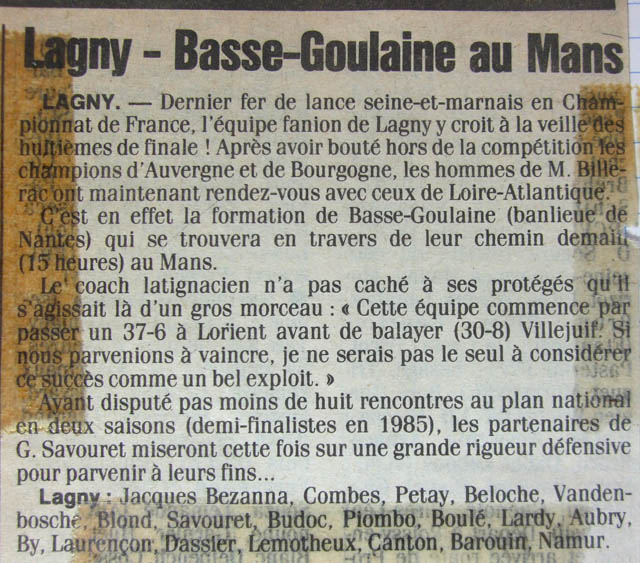 Lagny - Basse-Goulaine au Mans
LAGNY. — Dernier fer de lance seine-et-marnais en Cham-
pionnat de France, l'équipe fanion de Lagny y croit à la veille des
huitièmes de finale ! Après avoir bouté hors de la compétition les
champions d'Auvergne et de Bourgogne, les hommes de M. Bille-
rac ont maintenant rendez-vous avec ceux de Loire-Atlantique.
C'est en effet la formation de Basse-Goulaine (banlieue de
Nantes) qui se trouvera en travers de leur chemin demain
(15 heures) au Mans.
Le coach latignacien n'a pas caché à ses protégés qu'il
s'agissait là d'un gros morceau : « Cette équipe commence par
passer un 37-6 à Lorient avant de balayer (30-8) Villejuif. Si
nous parvenions à vaincre, je ne serais pas le seul à considérer
ce succès comme un bel exploit. »
Ayant disputé pas moins de huit rencontres au plan national
en deux saisons (demi-finalistes en 1985), les partenaires de
G. Savouret miseront cette fois sur une grande rigueur défensive
pour parvenir à leurs fins...
Lagny : Jacques Bezanna, Combes, Petay, Beloche, Vanden-
bosche, Blond, Savouret, Budoc, Piombo, Boulé, Lardy, Aubry,
By, Laurençon, Dassier, Lemotheux, Canton, Barouin, Namur.